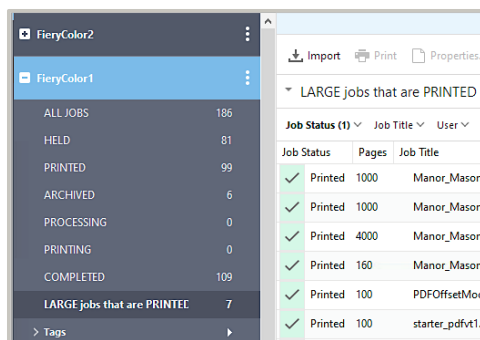 FieryColor2
FieryColor1
ALL JOBS 186
HELD 81
PRINTED 99
ARCHIVED 6
PROCESSING 0
PRINTING 0
COMPLETED 109
LARGE jobs that are PRINTED 7
Tags
Import Print Properties
LARGE jobs that are PRINTED
Job Status (1) Job Title User
Job Status Pages Job Title
Printed 1000 Manor_Mason
Printed 1000 Manor_Mason
Printed 4000 Manor_Mason
Printed 160 Manor_Mason
Printed 100 PDFOffsetMod
Printed 100 starter_pdfvt1.